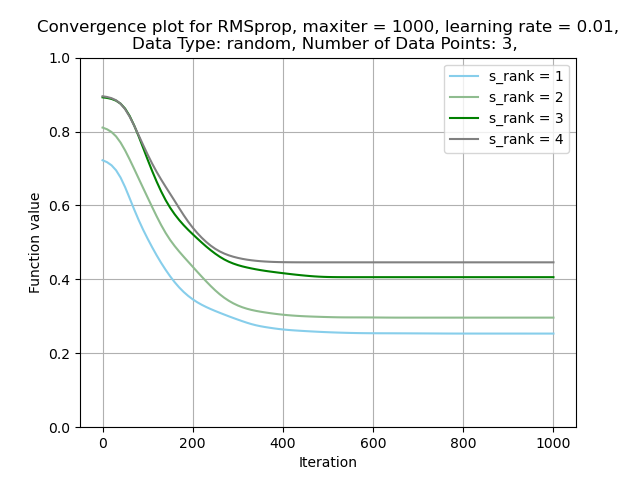 Convergence plot for RMSprop, maxiter = 1000, learning rate = 0.01,
Data Type: random, Number of Data Points: 3,
1.0
0.8
0.6
0.4
0.2
0.0
Function value
s_rank = 1
s_rank = 2
s_rank = 3
s_rank = 4
0 200 400 600 800 1000
Iteration